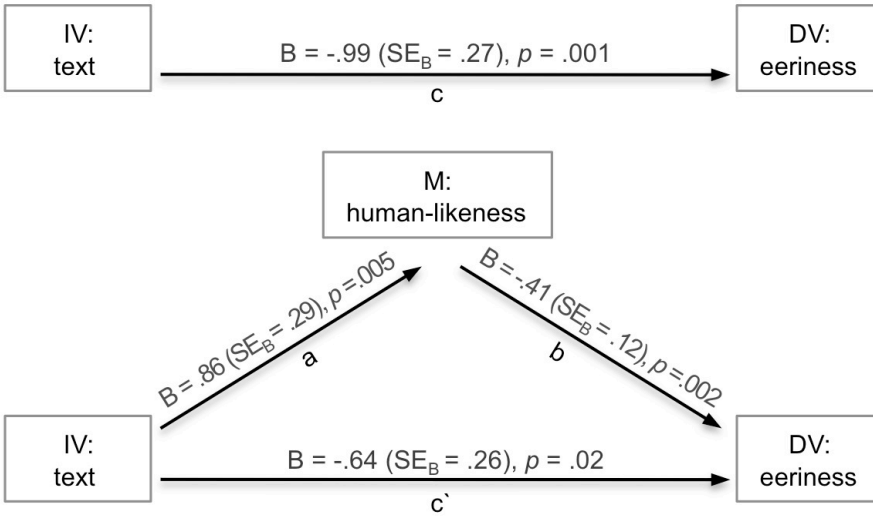 IV:
text
B = -.99 (SE_B = .27), p = .001
c
DV:
eeriness
M:
human-likeness
B = .86 (SE_B = .29), p =.005
a
B = -.41 (SE_B = .12), p =.002
b
IV:
text
B = -.64 (SE_B = .26), p = .02
c`
DV:
eeriness